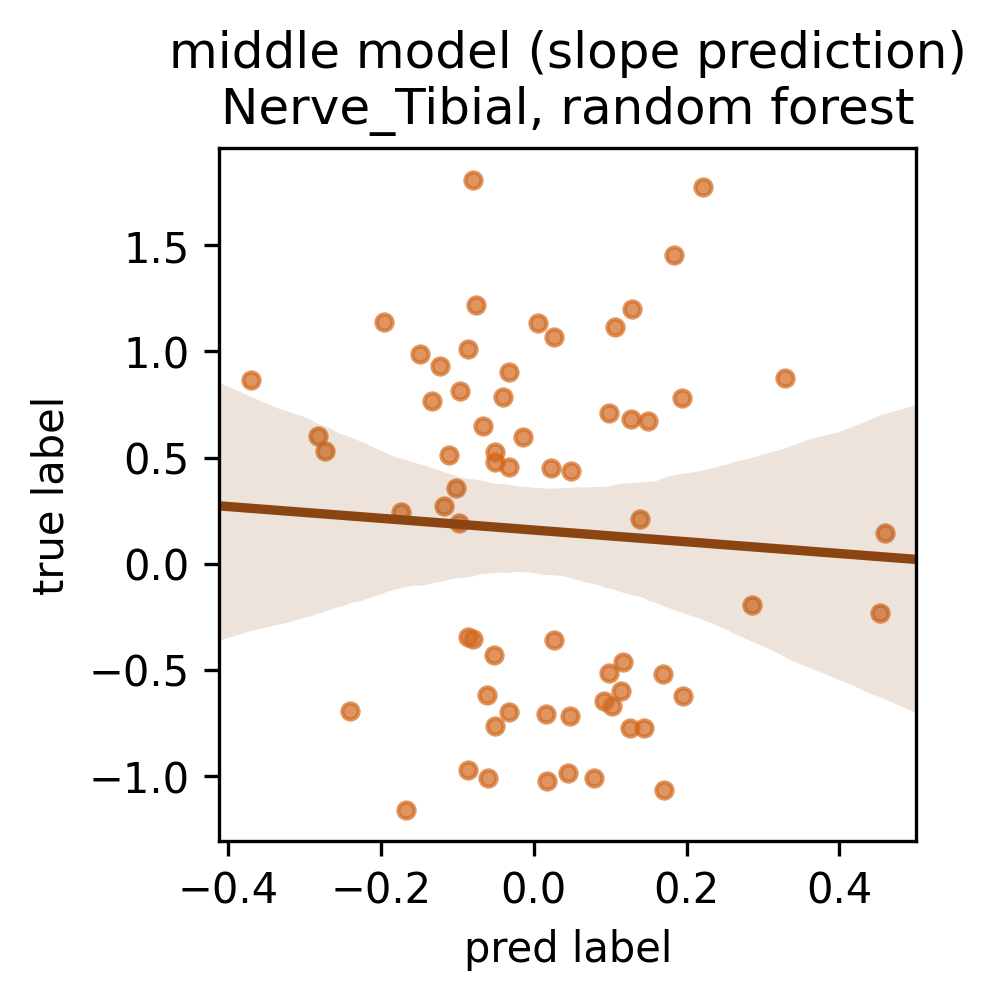 middle model (slope prediction)
Nerve_Tibial, random forest
1.5
1.0
0.5
0.0
−0.5
−1.0
true label
−0.4 −0.2 0.0 0.2 0.4
pred label